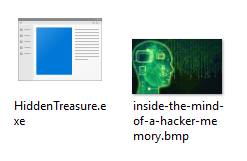 HiddenTreasure.e
xe
inside-the-mind-
of-a-hacker-me
mory.bmp